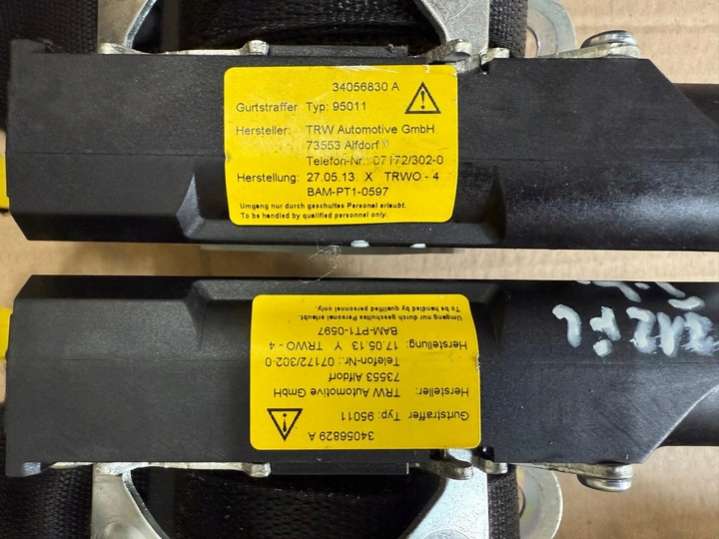 34056830 A
Gurtstraffer Typ: 95011
Hersteller: TRW Automotive GmbH
73553 Alfdorf
Telefon-Nr.: 07172/302-0
Herstellung: 27.05.13 X TRWO - 4
BAM-PT1-0597
Umgang nur durch geschultes Personal erlaubt.
To be handled by qualified personnel only.
34056829 A
Gurtstraffer Typ: 95011
Hersteller: TRW Automotive GmbH
73553 Alfdorf
Telefon-Nr.: 07172/302-0
Herstellung: 17.05.13 Y TRWO - 4
BAM-PT1-0597
Umgang nur durch geschultes Personal erlaubt.
To be handled by qualified personnel only.